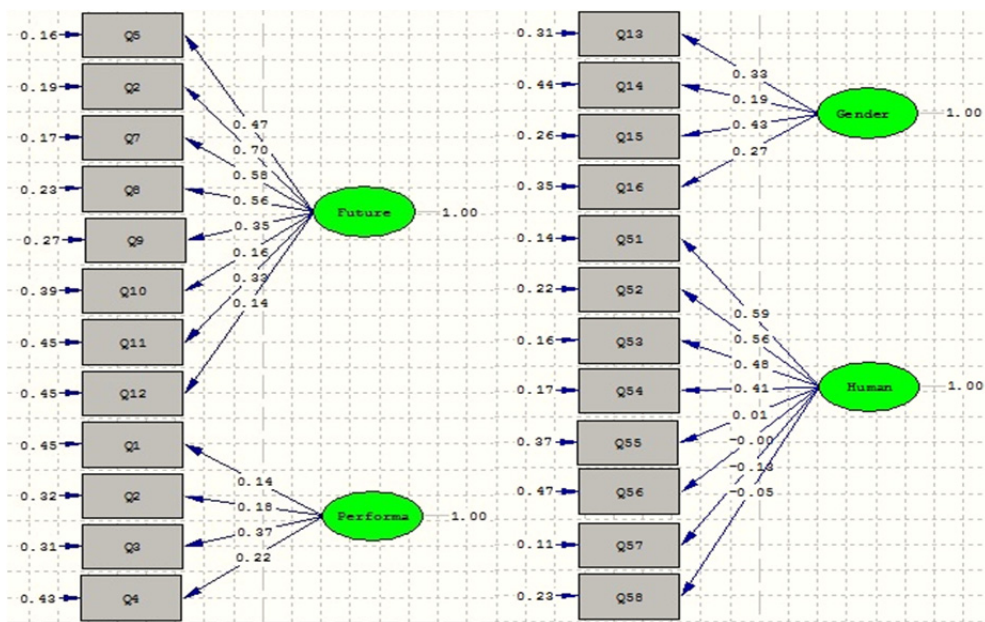 0.16 Q5
0.19 Q2
0.17 Q7
0.23 Q8
0.27 Q9
0.39 Q10
0.45 Q11
0.45 Q12
0.47
0.70
0.58
0.56
0.35
0.16
0.33
0.14
Future 1.00
0.45 Q1
0.32 Q2
0.31 Q3
0.43 Q4
0.14
0.18
0.37
0.22
Performa 1.00
0.31 Q13
0.44 Q14
0.26 Q15
0.35 Q16
0.33
0.19
0.43
0.27
Gender 1.00
0.14 Q51
0.22 Q52
0.16 Q53
0.17 Q54
0.37 Q55
0.47 Q56
0.11 Q57
0.23 Q58
0.59
0.56
0.48
0.41
0.01
-0.00
-0.13
-0.05
Human 1.00